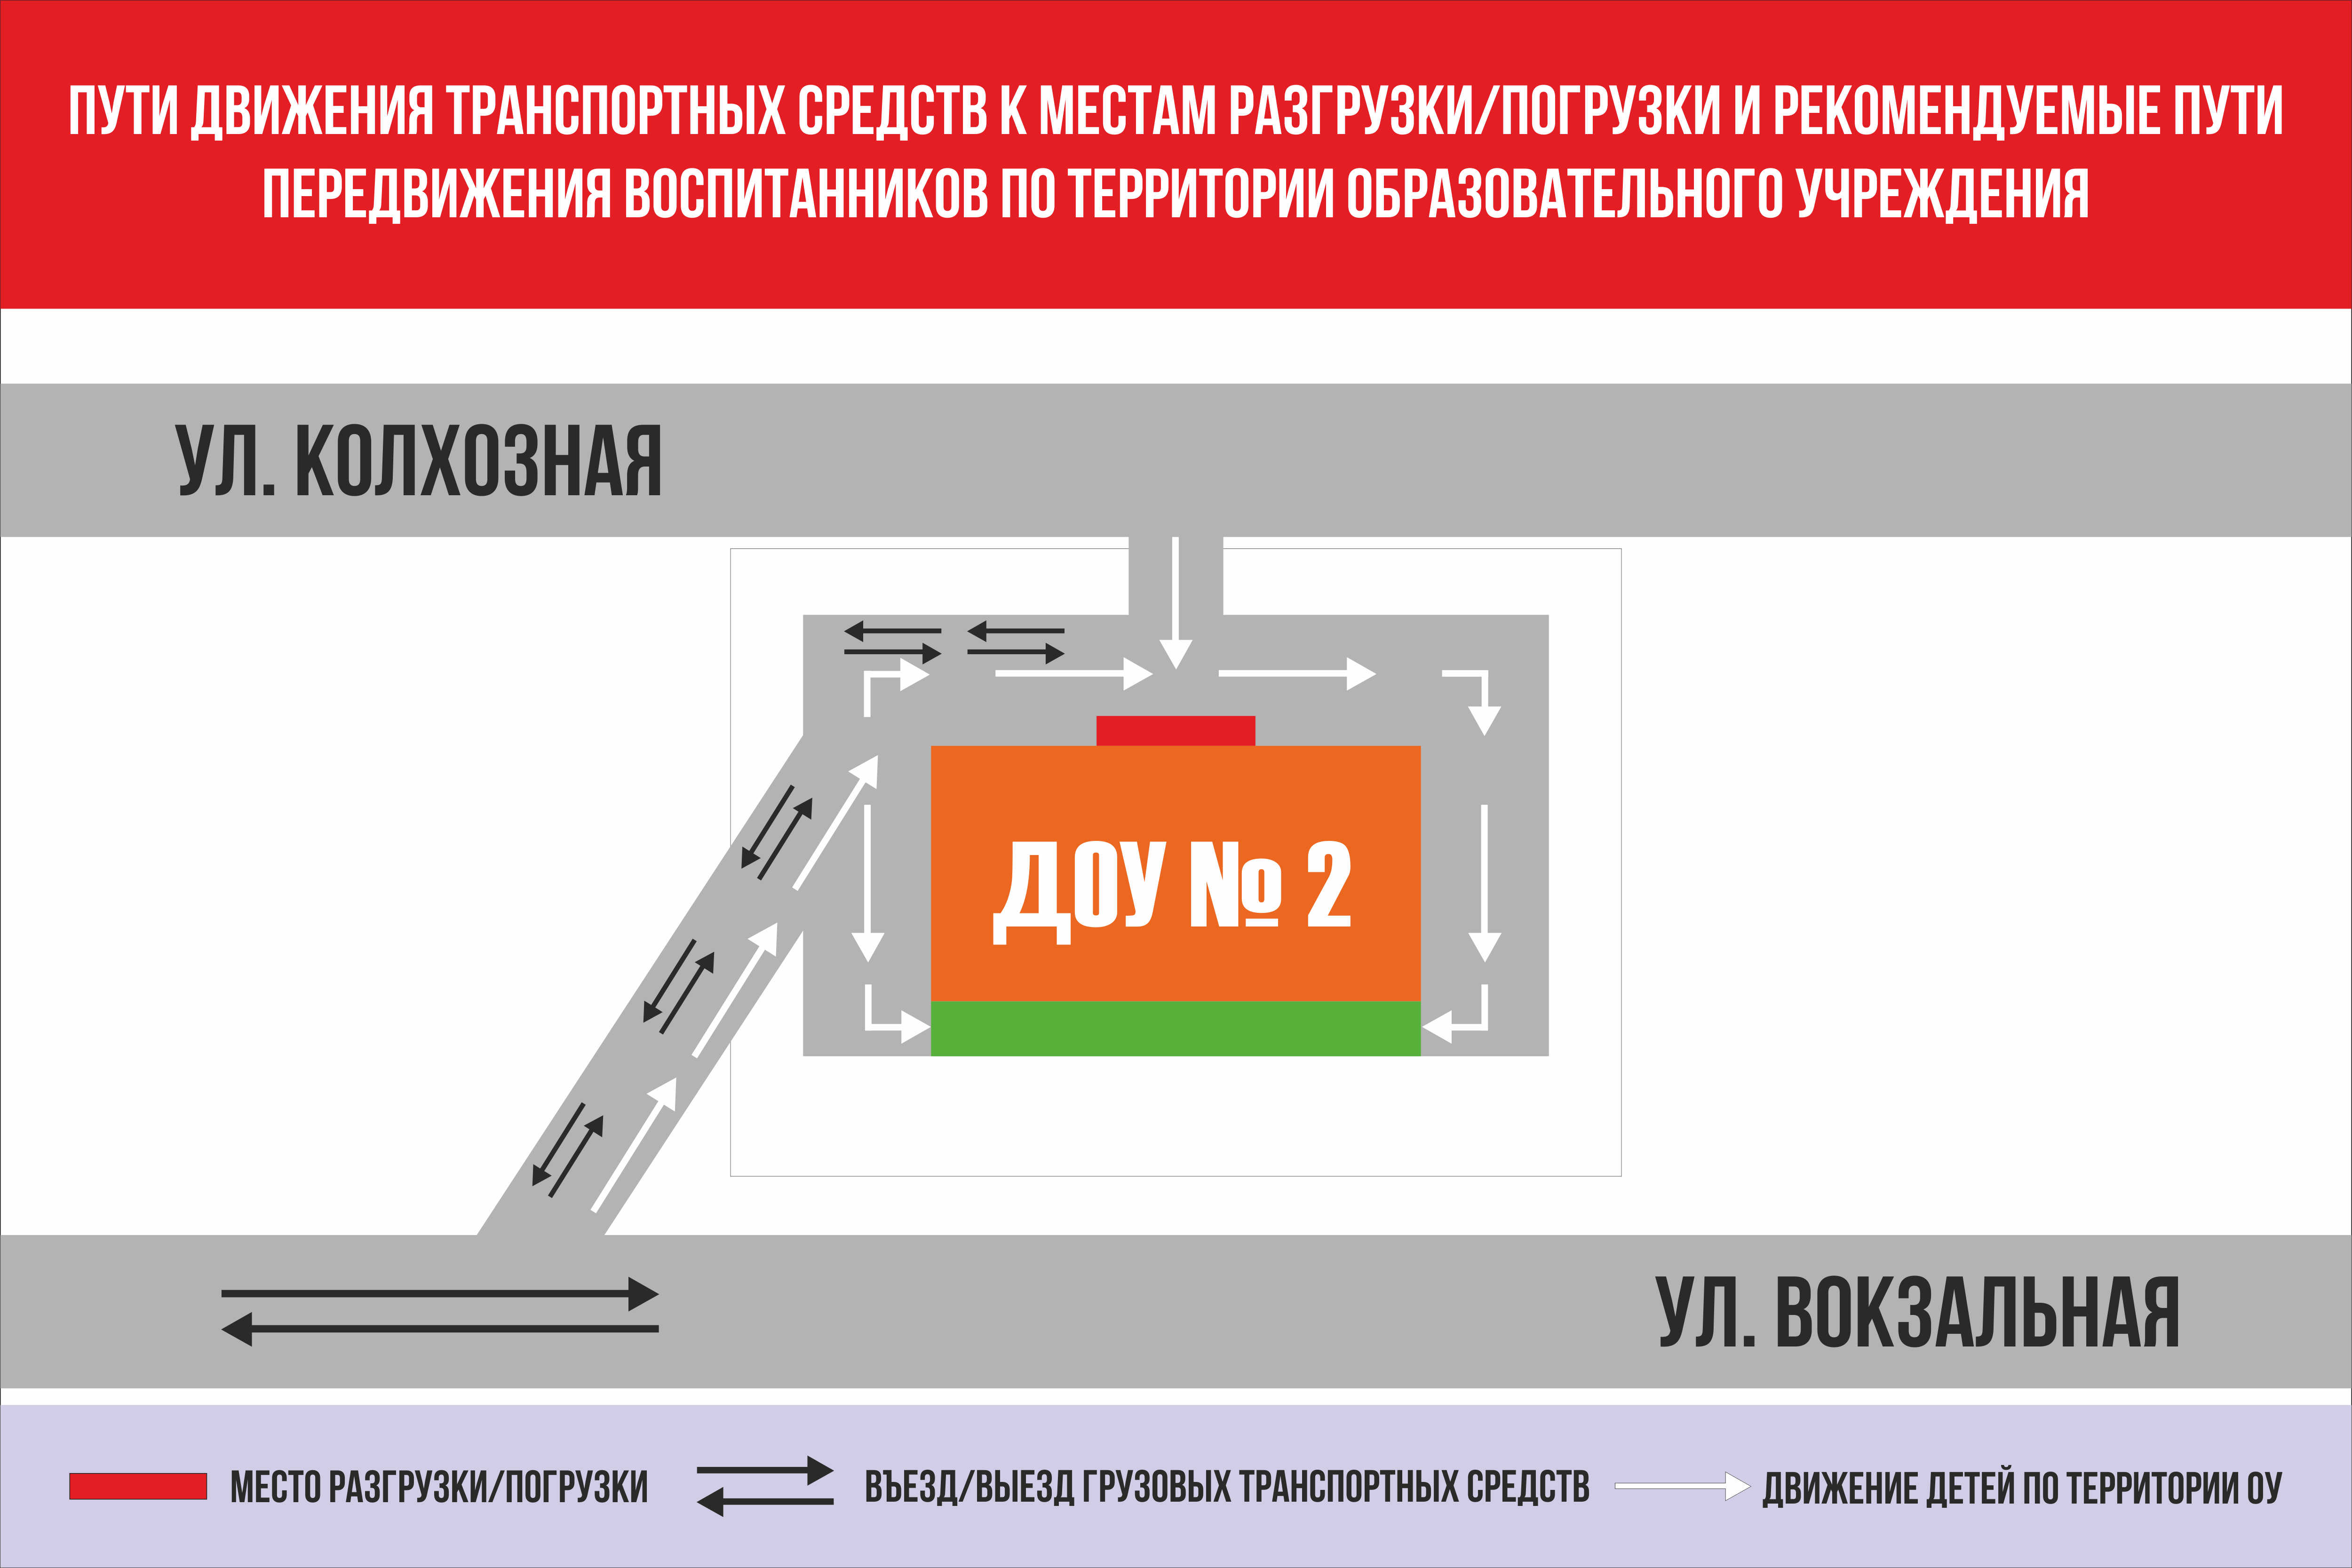 ПУТИ ДВИЖЕНИЯ ТРАНСПОРТНЫХ СРЕДСТВ К МЕСТАМ РАЗГРУЗКИ/ПОГРУЗКИ И РЕКОМЕНДУЕМЫЕ ПУТИ
ПЕРЕДВИЖЕНИЯ ВОСПИТАННИКОВ ПО ТЕРРИТОРИИ ОБРАЗОВАТЕЛЬНОГО УЧРЕЖДЕНИЯ
УЛ. КОЛХОЗНАЯ
ДОУ № 2
УЛ. ВОКЗАЛЬНАЯ
МЕСТО РАЗГРУЗКИ/ПОГРУЗКИ
ВЪЕЗД/ВЫЕЗД ГРУЗОВЫХ ТРАНСПОРТНЫХ СРЕДСТВ
ДВИЖЕНИЕ ДЕТЕЙ ПО ТЕРРИТОРИИ ОУ